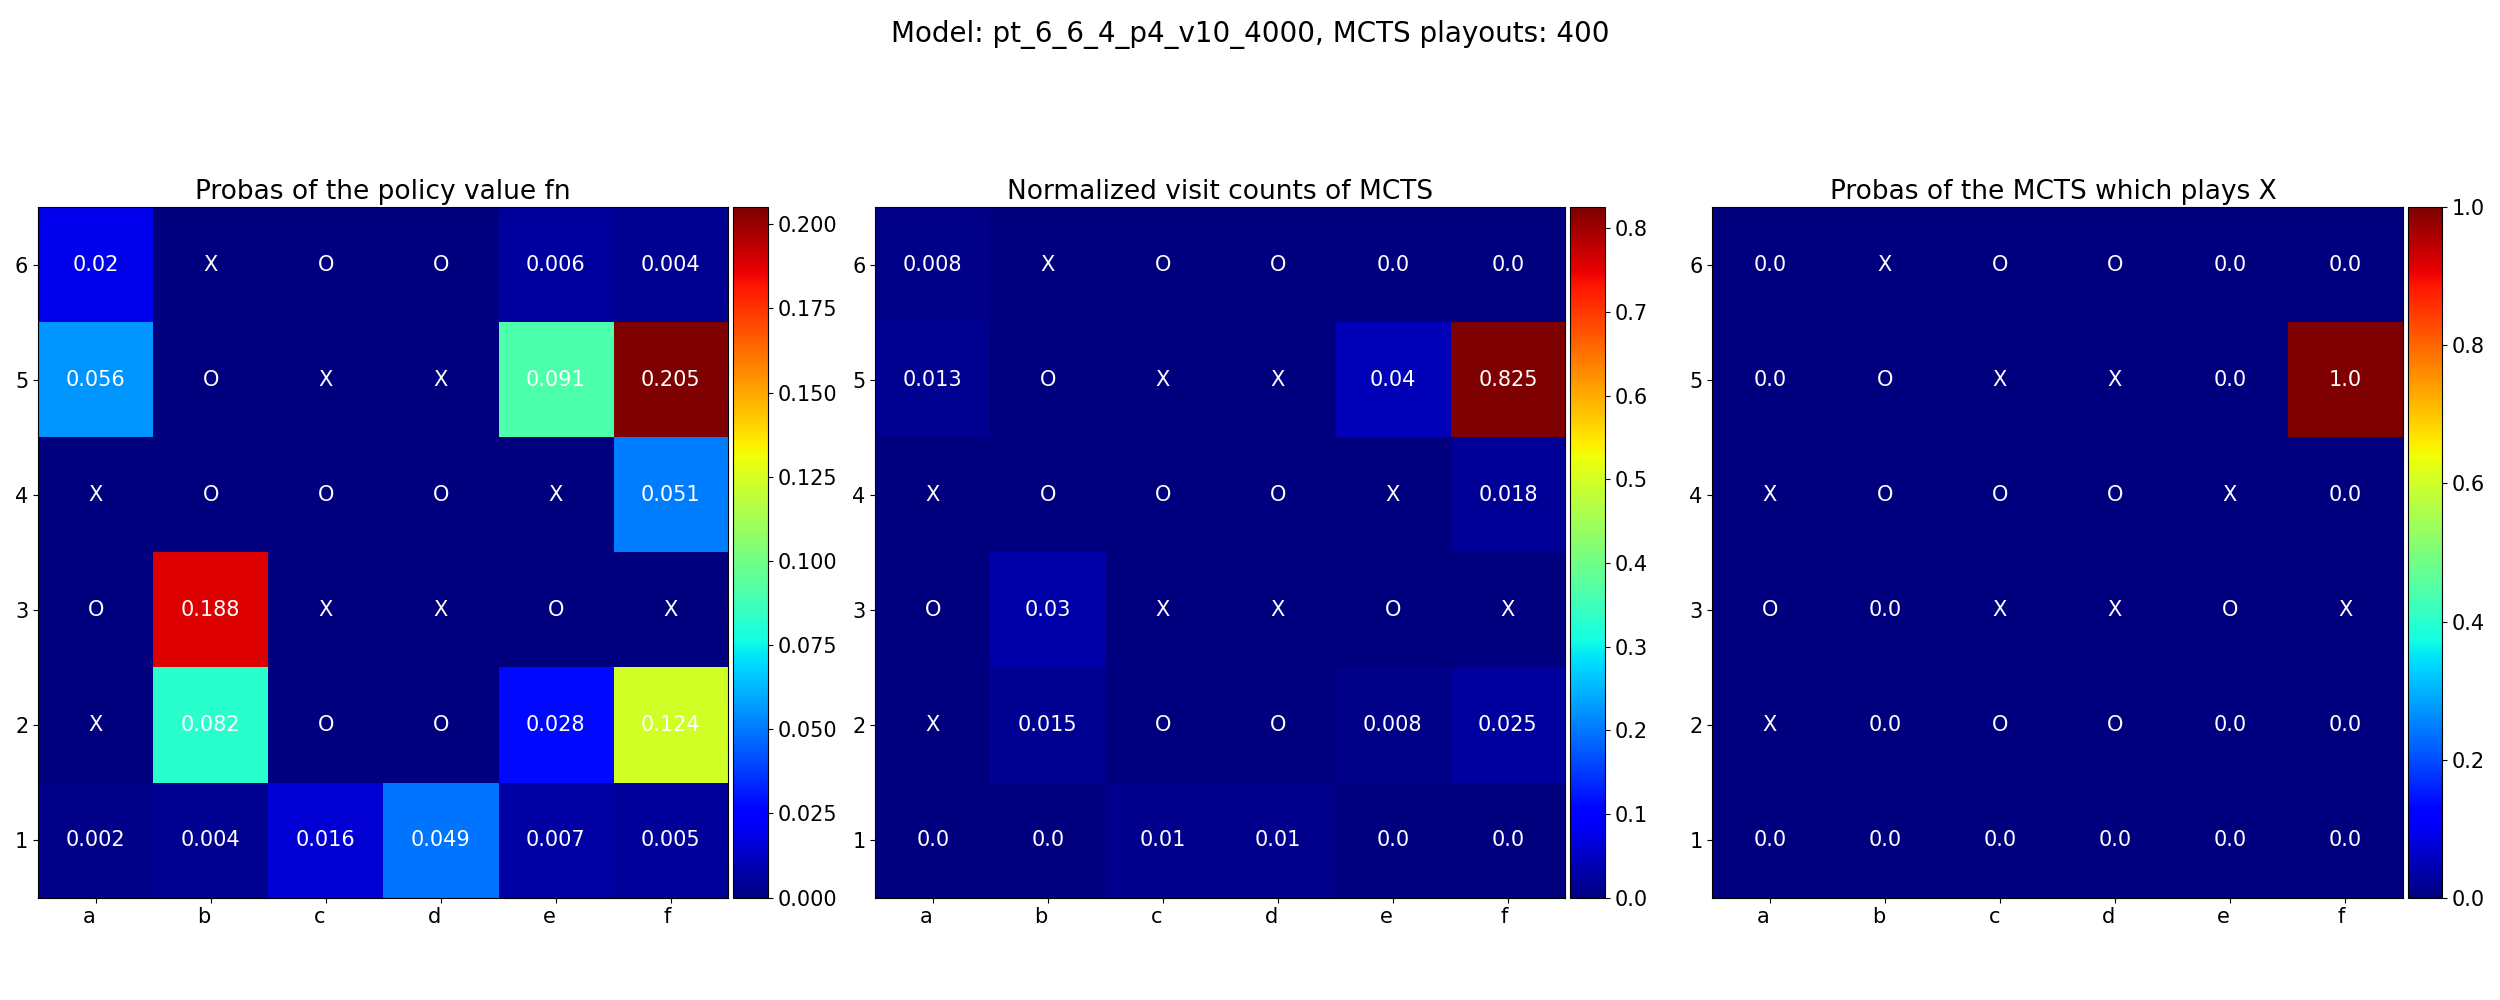 Model: pt_6_6_4_p4_v10_4000, MCTS playouts: 400
Probas of the policy value fn
6 0.02 X O O 0.006 0.004
5 0.056 O X X 0.091 0.205
4 X O O O X 0.051
3 O 0.188 X X O X
2 X 0.082 O O 0.028 0.124
1 0.002 0.004 0.016 0.049 0.007 0.005
a b c d e f
0.200
0.175
0.150
0.125
0.100
0.075
0.050
0.025
0.000
Normalized visit counts of MCTS
6 0.008 X O O 0.0 0.0
5 0.013 O X X 0.04 0.825
4 X O O O X 0.018
3 O 0.03 X X O X
2 X 0.015 O O 0.008 0.025
1 0.0 0.0 0.01 0.01 0.0 0.0
a b c d e f
0.8
0.7
0.6
0.5
0.4
0.3
0.2
0.1
0.0
Probas of the MCTS which plays X
6 0.0 X O O 0.0 0.0
5 0.0 O X X 0.0 1.0
4 X O O O X 0.0
3 O 0.0 X X O X
2 X 0.0 O O 0.0 0.0
1 0.0 0.0 0.0 0.0 0.0 0.0
a b c d e f
1.0
0.8
0.6
0.4
0.2
0.0